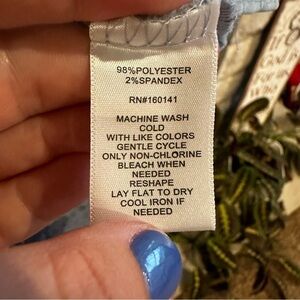 98%POLYESTER
2%SPANDEX
RN#160141
MACHINE WASH
COLD
WITH LIKE COLORS
GENTLE CYCLE
ONLY NON-CHLORINE
BLEACH WHEN
NEEDED
RESHAPE
LAY FLAT TO DRY
COOL IRON IF
NEEDED